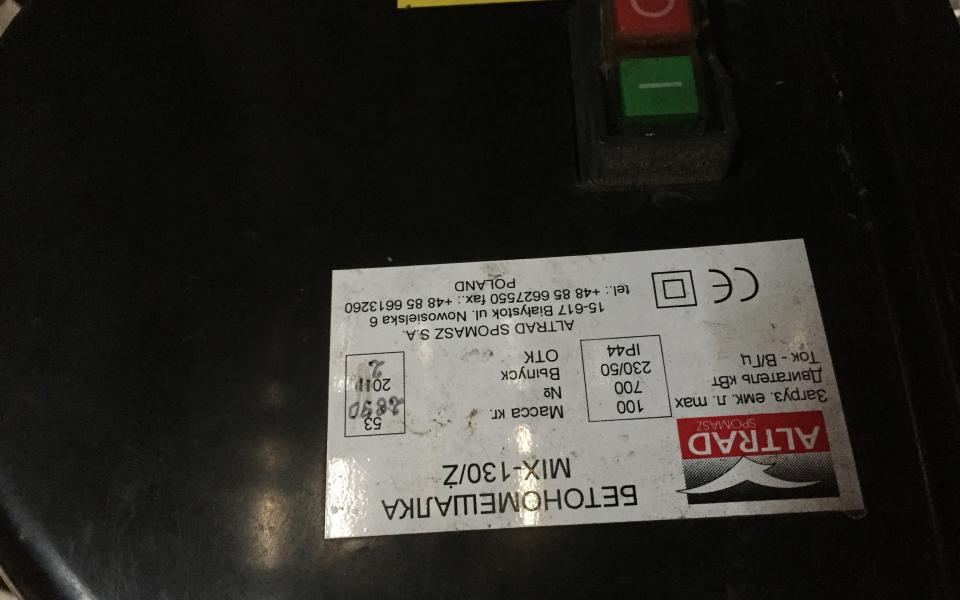 ALTRAD
SPOMASZ
БЕТОНОМЕШАЛКА
MIX-130/Ż
Загруз. емк. л. max 100
Двигатель кВт 700
Ток - В/Гц 230/50
IP44
Масса кг. 53
№ 2890
Выпуск 2011
ОТК 2
ALTRAD SPOMASZ S.A.
15-617 Białystok ul. Nowosielska 6
tel.: +48 85 6627550 fax.: +48 85 6613260
POLAND
CE